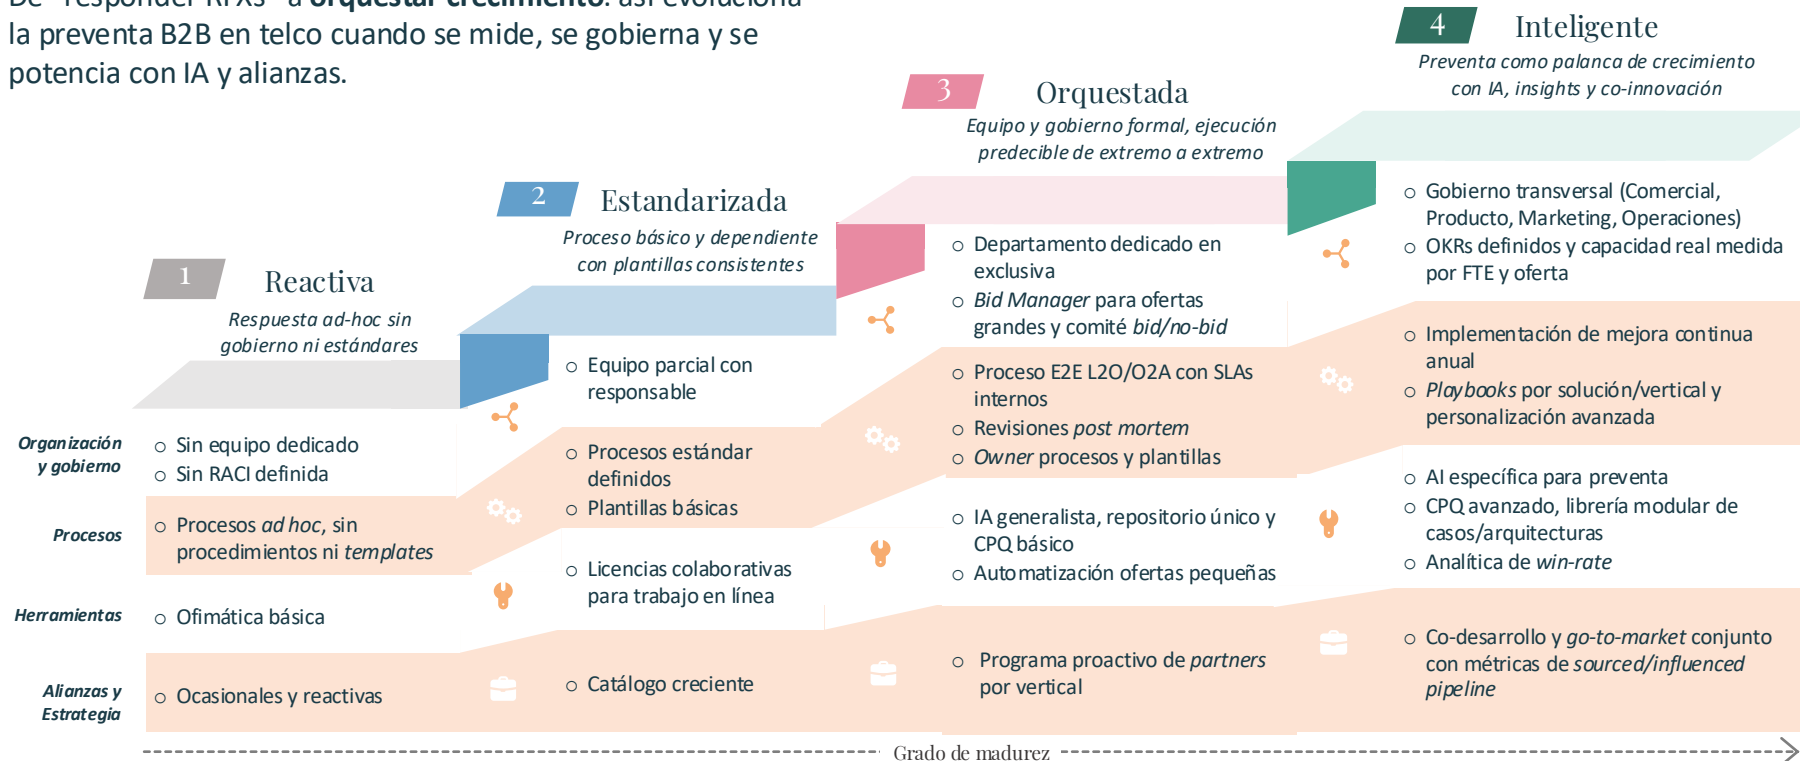 De "responder RFXs" a orquestar crecimiento: así evoluciona
la preventa B2B en telco cuando se mide, se gobierna y se
potencia con IA y alianzas.
1
Reactiva
Respuesta ad-hoc sin
gobierno ni estándares
2
Estandarizada
Proceso básico y dependiente
con plantillas consistentes
3
Orquestada
Equipo y gobierno formal, ejecución
predecible de extremo a extremo
4
Inteligente
Preventa como palanca de crecimiento
con IA, insights y co-innovación
Organización
y gobierno
o Sin equipo dedicado
o Sin RACI definida
o Equipo parcial con
responsable
o Departamento dedicado en
exclusiva
o Bid Manager para ofertas
grandes y comité bid/no-bid
o Gobierno transversal (Comercial,
Producto, Marketing, Operaciones)
o OKRs definidos y capacidad real medida
por FTE y oferta
Procesos
o Procesos ad hoc, sin
procedimientos ni templates
o Procesos estándar
definidos
o Plantillas básicas
o Proceso E2E L2O/O2A con SLAs
internos
o Revisiones post mortem
o Owner procesos y plantillas
o Implementación de mejora continua
anual
o Playbooks por solución/vertical y
personalización avanzada
Herramientas
o Ofimática básica
o Licencias colaborativas
para trabajo en línea
o IA generalista, repositorio único y
CPQ básico
o Automatización ofertas pequeñas
o AI específica para preventa
o CPQ avanzado, librería modular de
casos/arquitecturas
o Analítica de win-rate
Alianzas y
Estrategia
o Ocasionales y reactivas
o Catálogo creciente
o Programa proactivo de partners
por vertical
o Co-desarrollo y go-to-market conjunto
con métricas de sourced/influenced
pipeline
Grado de madurez